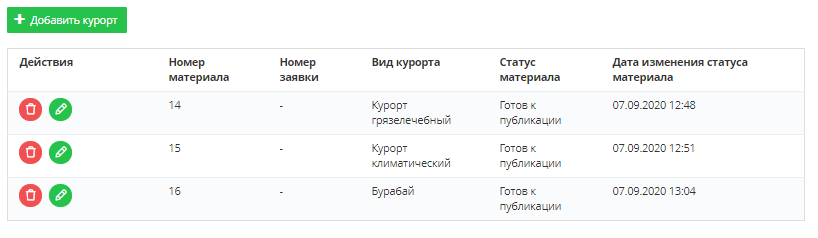 Добавить курорт
Действия Номер материала Номер заявки Вид курорта Статус материала Дата изменения статуса материала
14 - Курорт грязелечебный Готов к публикации 07.09.2020 12:48
15 - Курорт климатический Готов к публикации 07.09.2020 12:51
16 - Бурабай Готов к публикации 07.09.2020 13:04